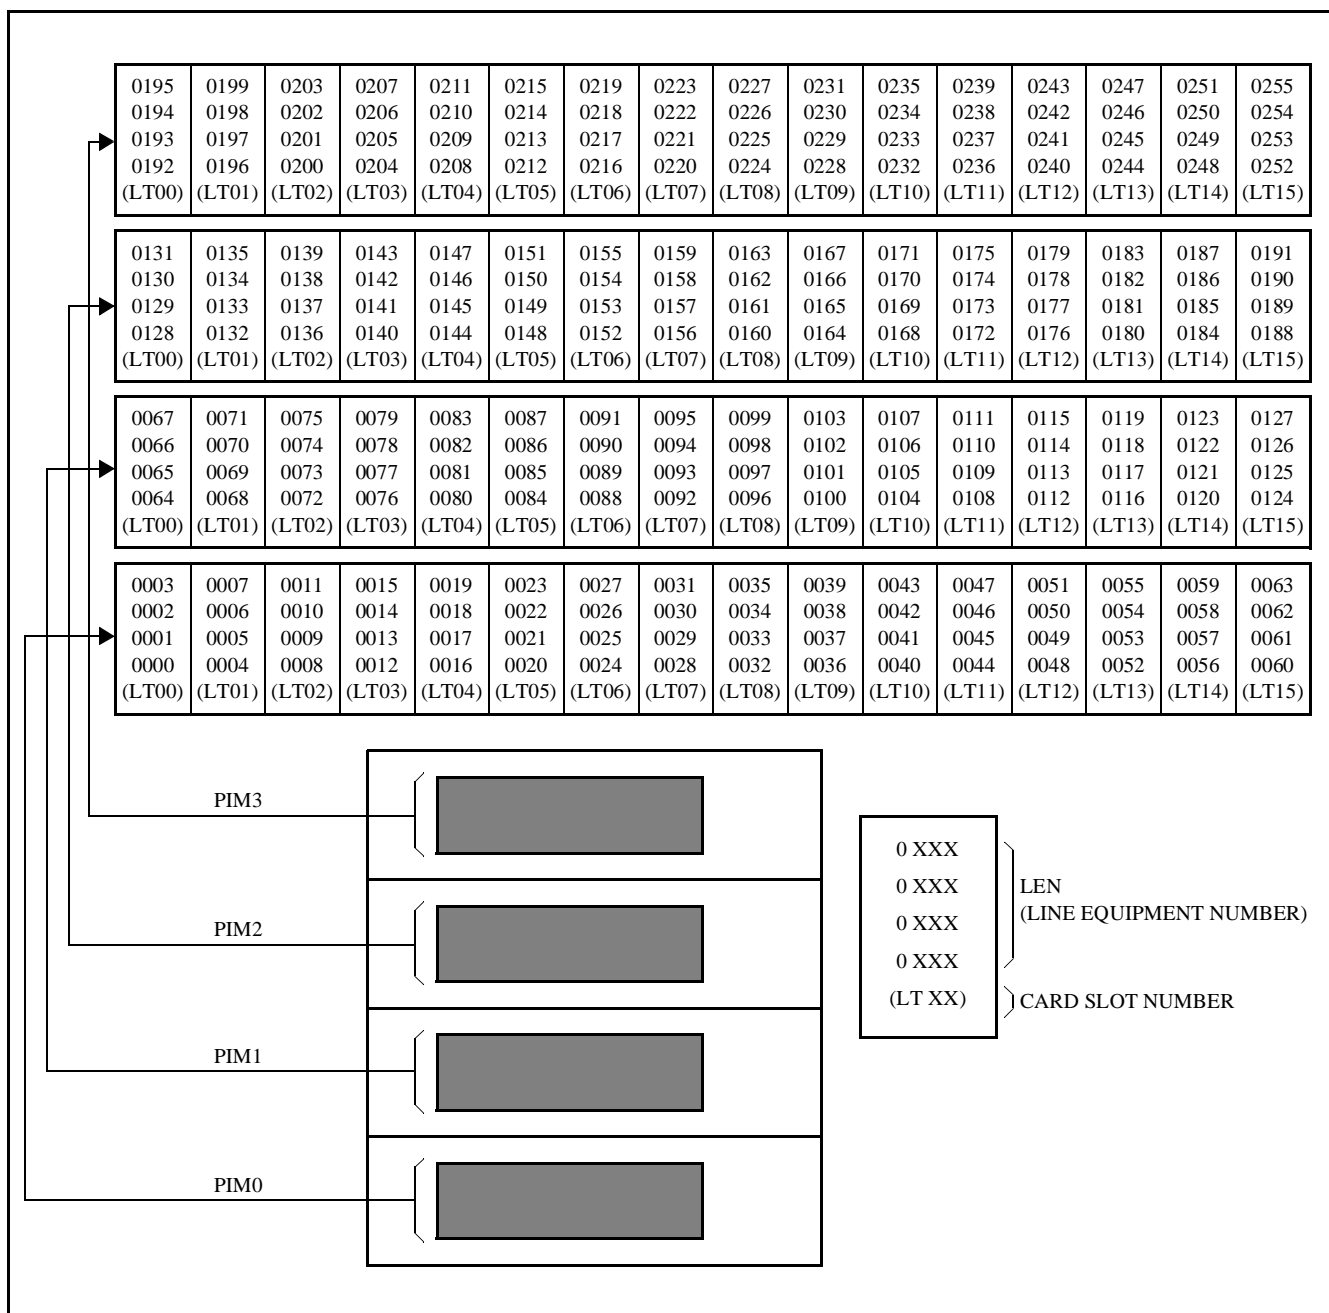 0195 0199 0203 0207 0211 0215 0219 0223 0227 0231 0235 0239 0243 0247 0251 0255
0194 0198 0202 0206 0210 0214 0218 0222 0226 0230 0234 0238 0242 0246 0250 0254
0193 0197 0201 0205 0209 0213 0217 0221 0225 0229 0233 0237 0241 0245 0249 0253
0192 0196 0200 0204 0208 0212 0216 0220 0224 0228 0232 0236 0240 0244 0248 0252
(LT00) (LT01) (LT02) (LT03) (LT04) (LT05) (LT06) (LT07) (LT08) (LT09) (LT10) (LT11) (LT12) (LT13) (LT14) (LT15)
0131 0135 0139 0143 0147 0151 0155 0159 0163 0167 0171 0175 0179 0183 0187 0191
0130 0134 0138 0142 0146 0150 0154 0158 0162 0166 0170 0174 0178 0182 0186 0190
0129 0133 0137 0141 0145 0149 0153 0157 0161 0165 0169 0173 0177 0181 0185 0189
0128 0132 0136 0140 0144 0148 0152 0156 0160 0164 0168 0172 0176 0180 0184 0188
(LT00) (LT01) (LT02) (LT03) (LT04) (LT05) (LT06) (LT07) (LT08) (LT09) (LT10) (LT11) (LT12) (LT13) (LT14) (LT15)
0067 0071 0075 0079 0083 0087 0091 0095 0099 0103 0107 0111 0115 0119 0123 0127
0066 0070 0074 0078 0082 0086 0090 0094 0098 0102 0106 0110 0114 0118 0122 0126
0065 0069 0073 0077 0081 0085 0089 0093 0097 0101 0105 0109 0113 0117 0121 0125
0064 0068 0072 0076 0080 0084 0088 0092 0096 0100 0104 0108 0112 0116 0120 0124
(LT00) (LT01) (LT02) (LT03) (LT04) (LT05) (LT06) (LT07) (LT08) (LT09) (LT10) (LT11) (LT12) (LT13) (LT14) (LT15)
0003 0007 0011 0015 0019 0023 0027 0031 0035 0039 0043 0047 0051 0055 0059 0063
0002 0006 0010 0014 0018 0022 0026 0030 0034 0038 0042 0046 0050 0054 0058 0062
0001 0005 0009 0013 0017 0021 0025 0029 0033 0037 0041 0045 0049 0053 0057 0061
0000 0004 0008 0012 0016 0020 0024 0028 0032 0036 0040 0044 0048 0052 0056 0060
(LT00) (LT01) (LT02) (LT03) (LT04) (LT05) (LT06) (LT07) (LT08) (LT09) (LT10) (LT11) (LT12) (LT13) (LT14) (LT15)
PIM3
PIM2
PIM1
PIM0
0 XXX
0 XXX
0 XXX
0 XXX
(LT XX)
LEN
(LINE EQUIPMENT NUMBER)
CARD SLOT NUMBER